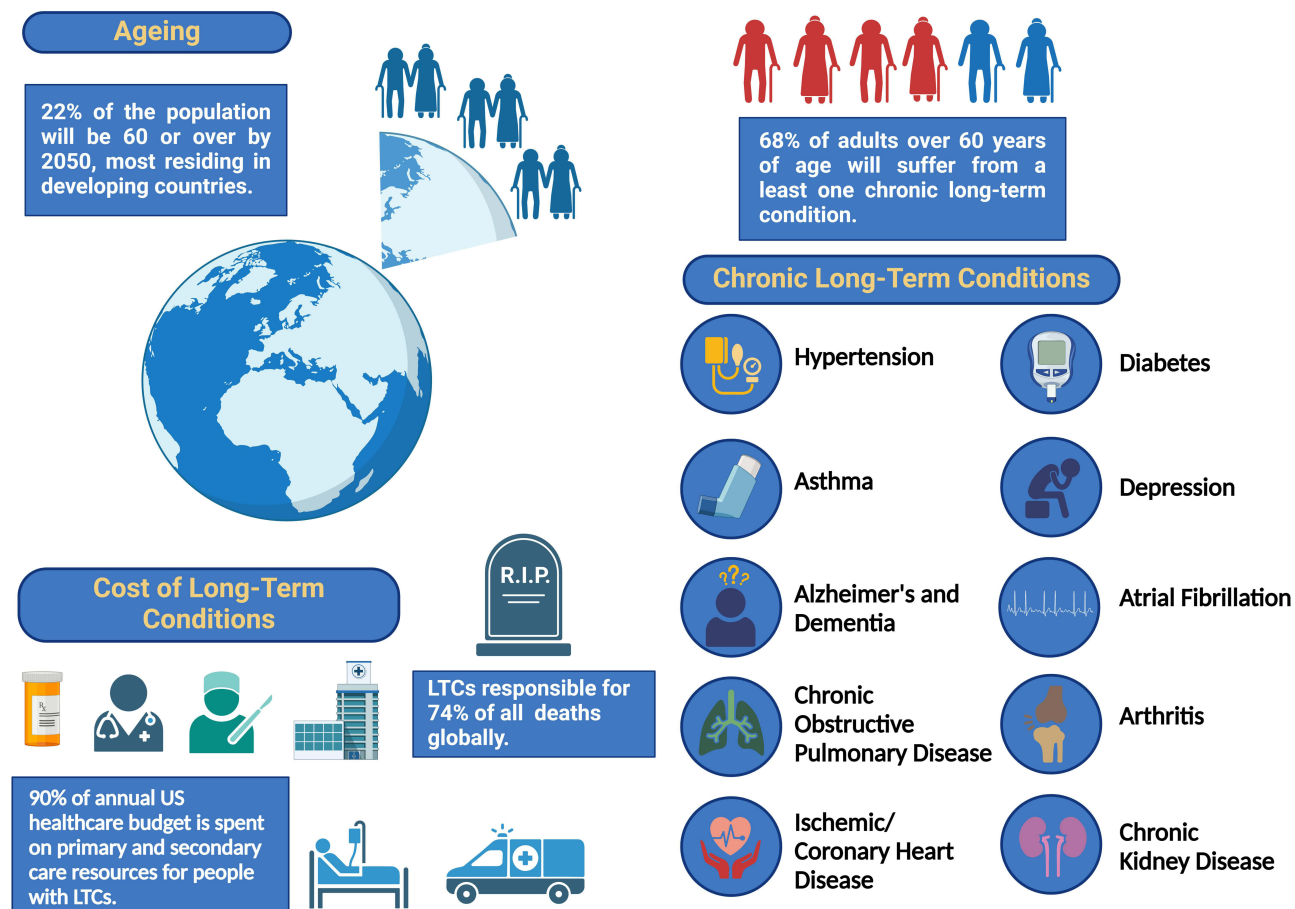 Ageing
22% of the population
will be 60 or over by
2050, most residing in
developing countries.
68% of adults over 60 years
of age will suffer from a
least one chronic long-term
condition.
Chronic Long-Term Conditions
Hypertension
Diabetes
Asthma
Depression
???
Alzheimer's and
Dementia
Atrial Fibrillation
Chronic
Obstructive
Pulmonary Disease
Arthritis
Ischemic/
Coronary Heart
Disease
Chronic
Kidney Disease
Cost of Long-Term
Conditions
R.I.P.
Rx
LTCs responsible for
74% of all deaths
globally.
90% of annual US
healthcare budget is spent
on primary and secondary
care resources for people
with LTCs.